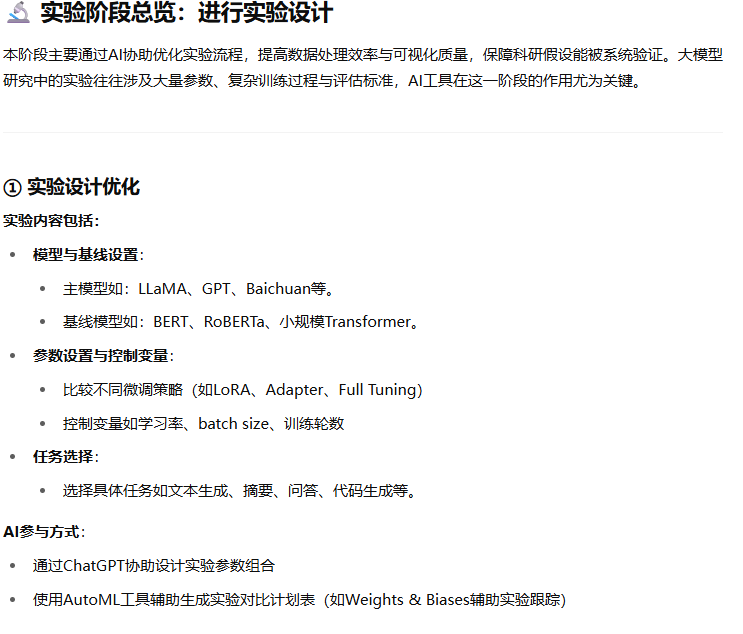 🔬 实验阶段总览：进行实验设计
本阶段主要通过AI协助优化实验流程，提高数据处理效率与可视化质量，保障科研假设能被系统验证。大模型
研究中的实验往往涉及大量参数、复杂训练过程与评估标准，AI工具在这一阶段的作用尤为关键。
① 实验设计优化
实验内容包括：
• 模型与基线设置：
• 主模型如：LLaMA、GPT、Baichuan等。
• 基线模型如：BERT、RoBERTa、小规模Transformer。
• 参数设置与控制变量：
• 比较不同微调策略（如LoRA、Adapter、Full Tuning）
• 控制变量如学习率、batch size、训练轮数
• 任务选择：
• 选择具体任务如文本生成、摘要、问答、代码生成等。
AI参与方式：
• 通过ChatGPT协助设计实验参数组合
• 使用AutoML工具辅助生成实验对比计划表（如Weights & Biases辅助实验跟踪）